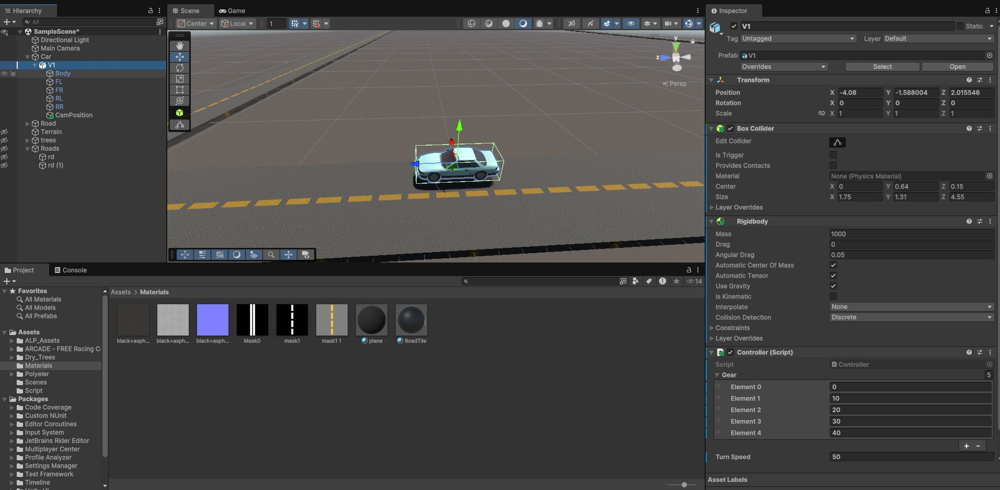 Hierarchy
All
SampleScene*
Directional Light
Main Camera
Car
V1
Body
FL
FR
RL
RR
CamPosition
Road
Terrain
trees
Roads
rd
rd (1)
Scene
Game
Center
Local
1
2D
y
z
Persp
Project
Console
14
Favorites
All Materials
All Models
All Prefabs
Assets
ALP_Assets
ARCADE - FREE Racing C
Dry_Trees
Materials
Polyeler
Scenes
Script
Packages
Code Coverage
Custom NUnit
Editor Coroutines
Input System
JetBrains Rider Editor
Multiplayer Center
Profile Analyzer
Settings Manager
Test Framework
Timeline
Assets > Materials
black+asph...
black+asph...
black+asph...
Mask0
mask1
mask1 1
plane
RoadTile
Inspector
V1
Static
Tag Untagged Layer Default
Prefab V1
Overrides Select Open
Transform
Position X -4.08 Y -1.588004 Z 2.015546
Rotation X 0 Y 0 Z 0
Scale X 1 Y 1 Z 1
Box Collider
Edit Collider
Is Trigger
Provides Contacts
Material None (Physics Material)
Center X 0 Y 0.64 Z 0.15
Size X 1.75 Y 1.31 Z 4.55
Layer Overrides
Rigidbody
Mass 1000
Drag 0
Angular Drag 0.05
Automatic Center Of Mass
Automatic Tensor
Use Gravity
Is Kinematic
Interpolate None
Collision Detection Discrete
Constraints
Layer Overrides
Controller (Script)
Script Controller
Gear 5
Element 0 0
Element 1 10
Element 2 20
Element 3 30
Element 4 40
+ -
Turn Speed 50
Asset Labels